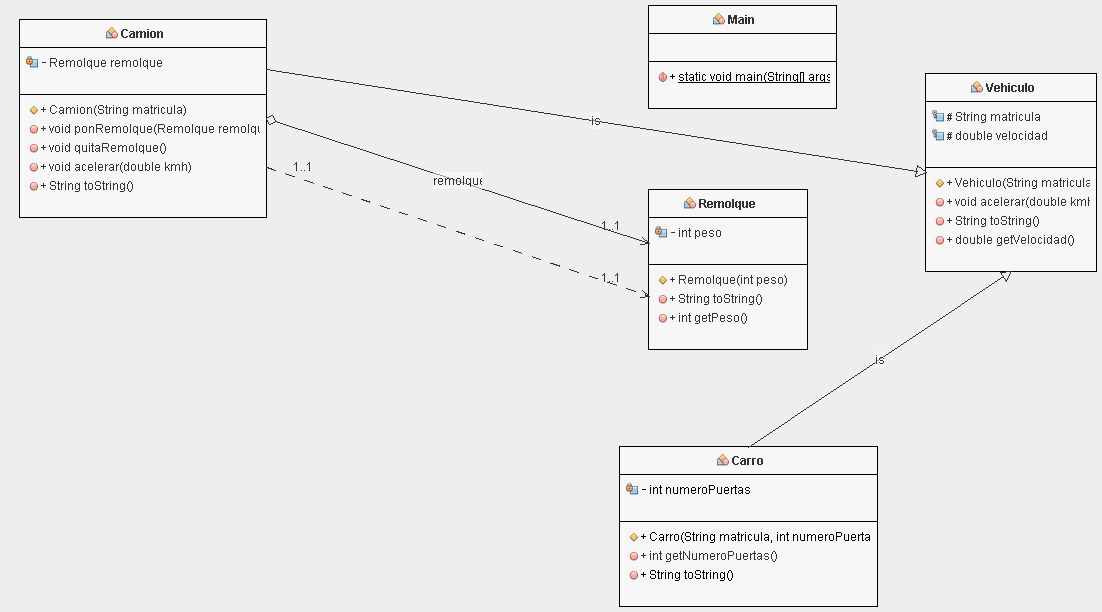 Camion
- Remolque remolque
+ Camion(String matricula)
+ void ponRemolque(Remolque remolqu
+ void quitaRemolque()
+ void acelerar(double kmh)
+ String toString()
Main
+ static void main(String[] args
Vehiculo
# String matricula
# double velocidad
+ Vehiculo(String matricula
+ void acelerar(double kmh
+ String toString()
+ double getVelocidad()
is
1..1
remolque
1..1
1..1
Remolque
- int peso
+ Remolque(int peso)
+ String toString()
+ int getPeso()
is
Carro
- int numeroPuertas
+ Carro(String matricula, int numeroPuerta
+ int getNumeroPuertas()
+ String toString()